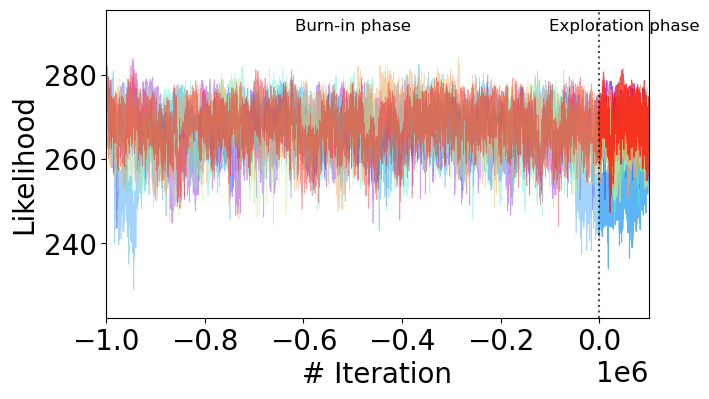 Burn-in phase
Exploration phase
280
260
240
Likelihood
−1.0
−0.8
−0.6
−0.4
−0.2
0.0
1e6
# Iteration